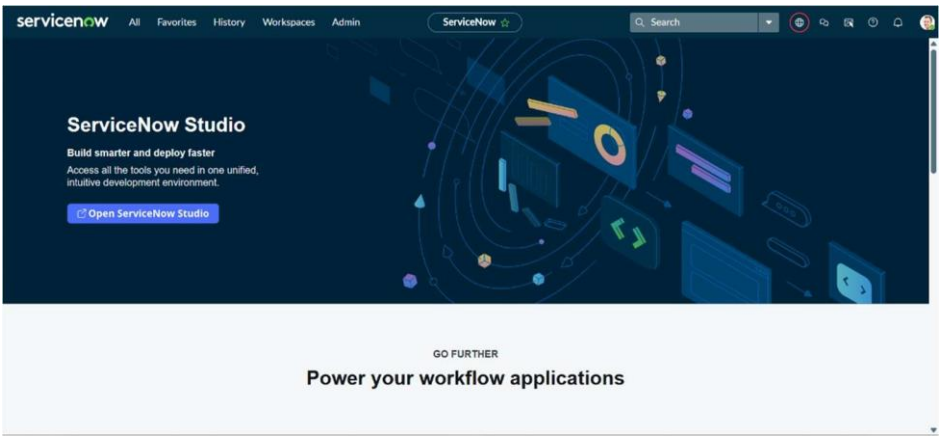 servicenow All Favorites History Workspaces Admin ServiceNow Search
ServiceNow Studio
Build smarter and deploy faster
Access all the tools you need in one unified,
intuitive development environment.
Open ServiceNow Studio
GO FURTHER
Power your workflow applications